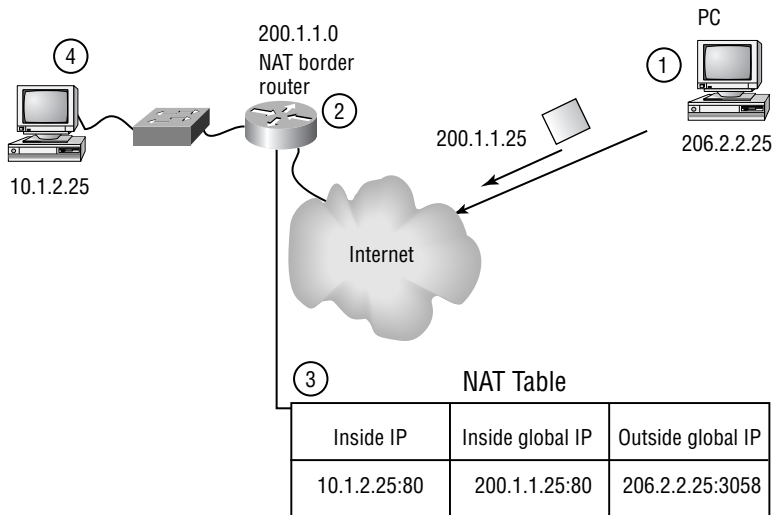 PC
200.1.1.0
NAT border
router
4
1
2
200.1.1.25
206.2.2.25
10.1.2.25
Internet
3
NAT Table
Inside IP
Inside global IP
Outside global IP
10.1.2.25:80
200.1.1.25:80
206.2.2.25:3058